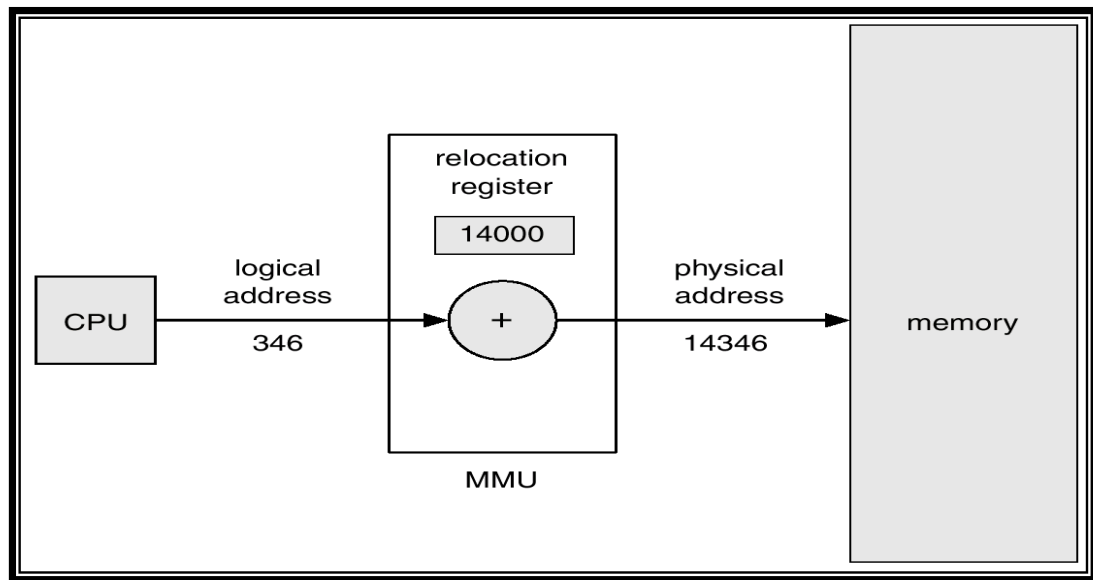 relocation
register
14000
logical
address
346
CPU
+
physical
address
14346
memory
MMU